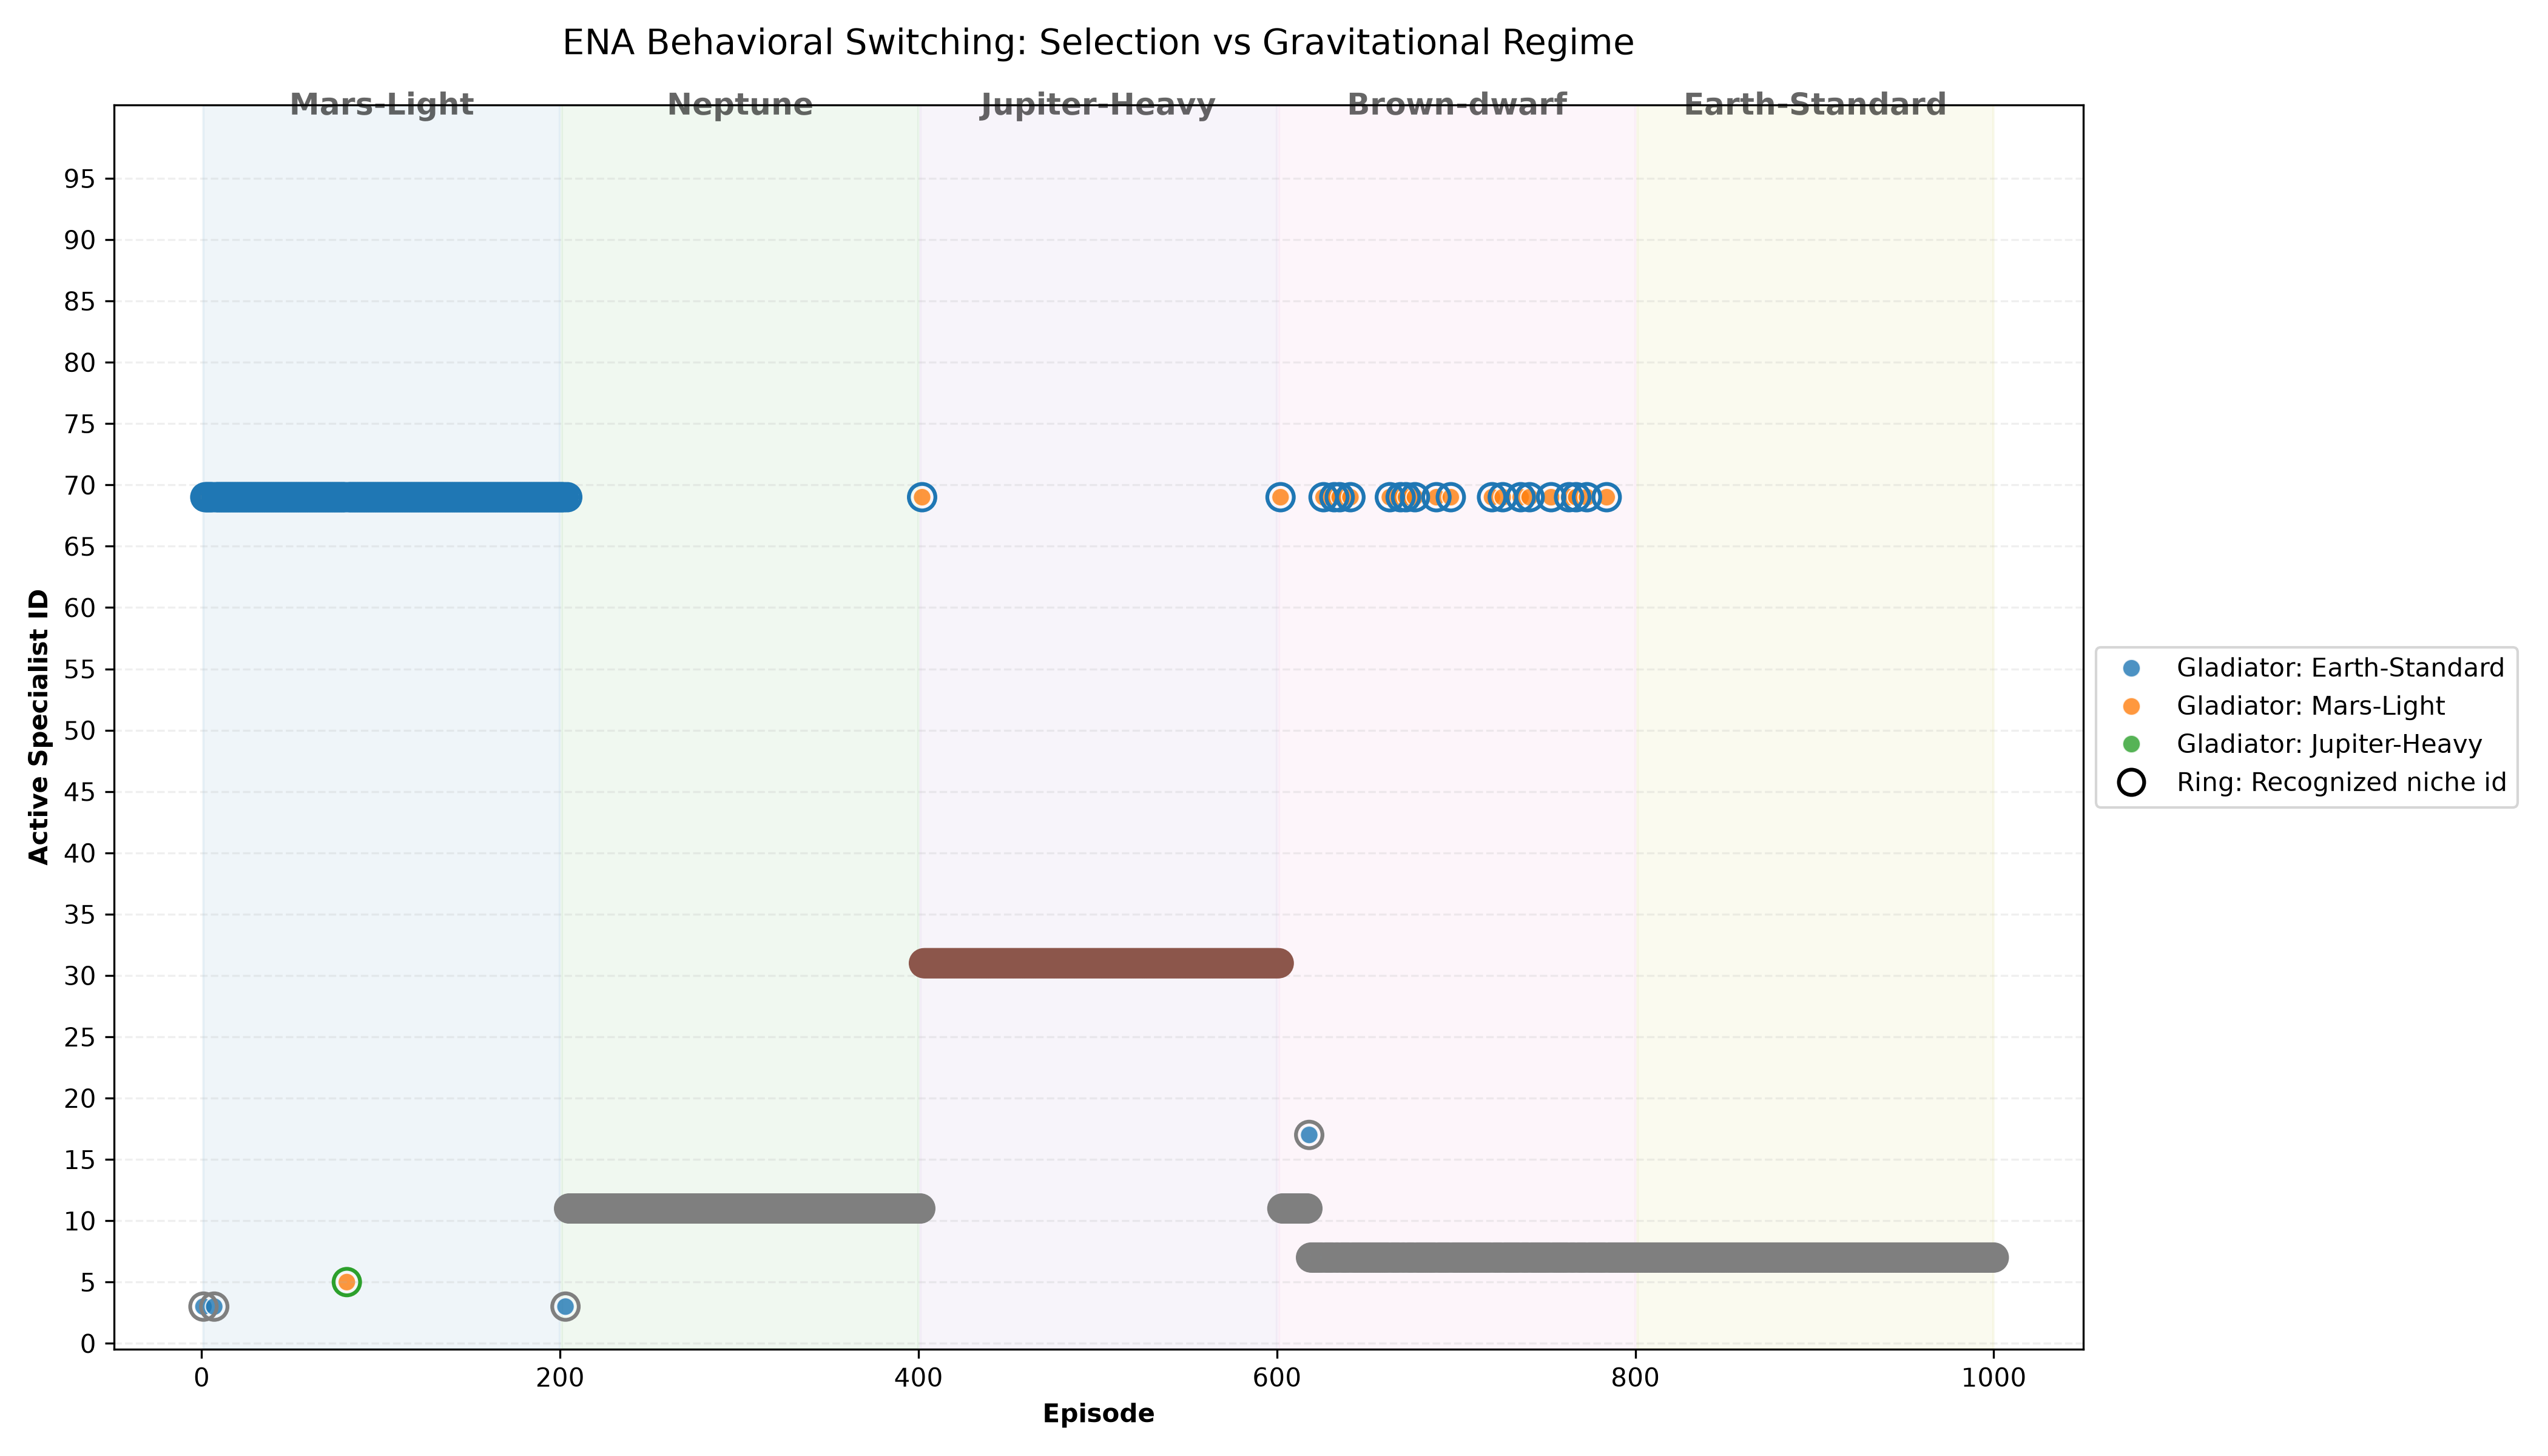 ENA Behavioral Switching: Selection vs Gravitational Regime
Mars-Light
Neptune
Jupiter-Heavy
Brown-dwarf
Earth-Standard
Active Specialist ID
95
90
85
80
75
70
65
60
55
50
45
40
35
30
25
20
15
10
5
0
0
200
400
600
800
1000
Episode
Gladiator: Earth-Standard
Gladiator: Mars-Light
Gladiator: Jupiter-Heavy
Ring: Recognized niche id